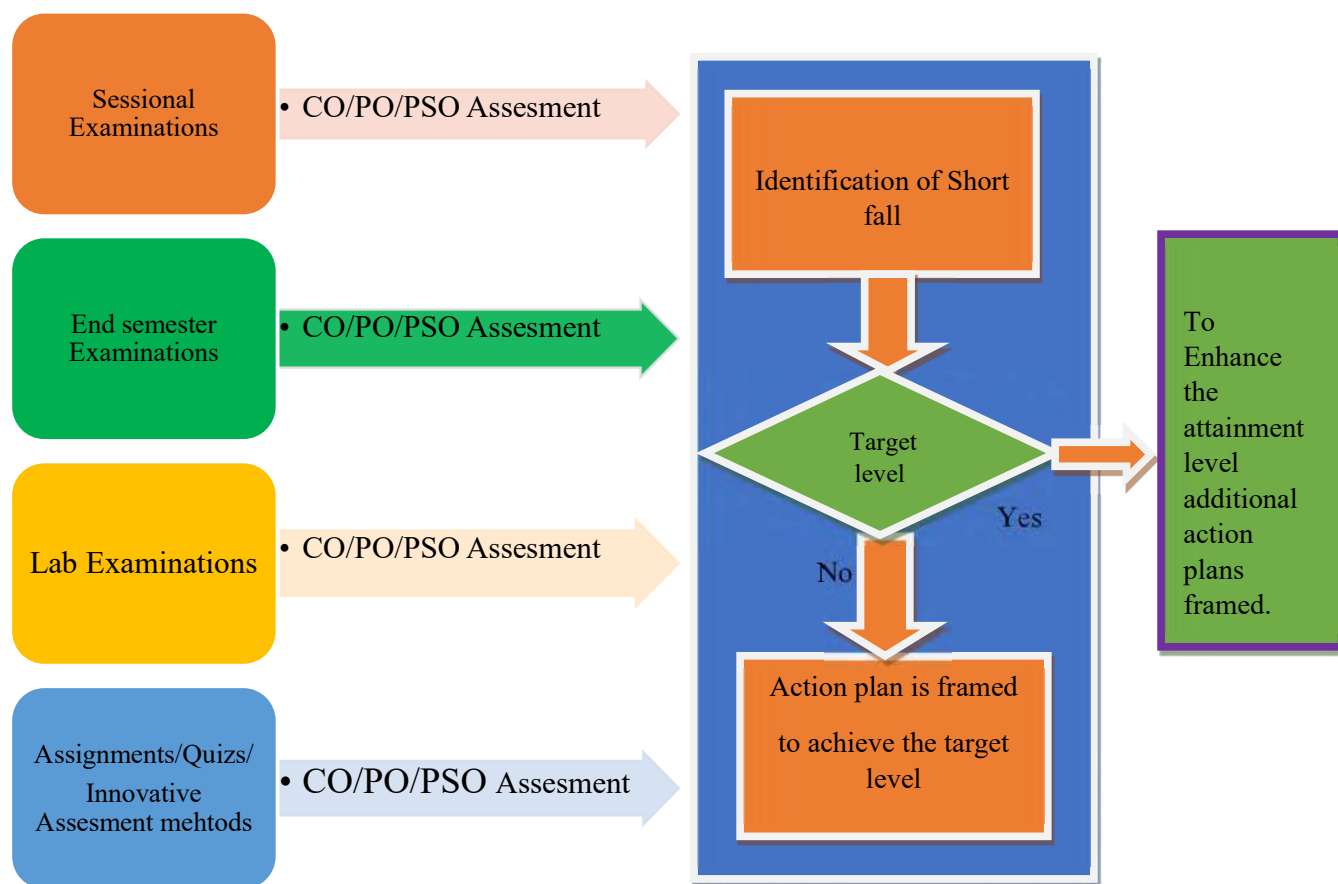 Sessional
Examinations
• CO/PO/PSO Assesment
End semester
Examinations
• CO/PO/PSO Assesment
Lab Examinations
• CO/PO/PSO Assesment
Assignments/Quizs/
Innovative
Assesment mehtods
• CO/PO/PSO Assesment
Identification of Short
fall
Target
level
Yes
No
Action plan is framed
to achieve the target
level
To
Enhance
the
attainment
level
additional
action
plans
framed.